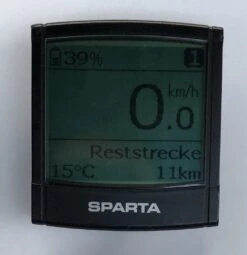 39% 1
0.0 km/h
Reststrecke
15°C 11km
SPARTA